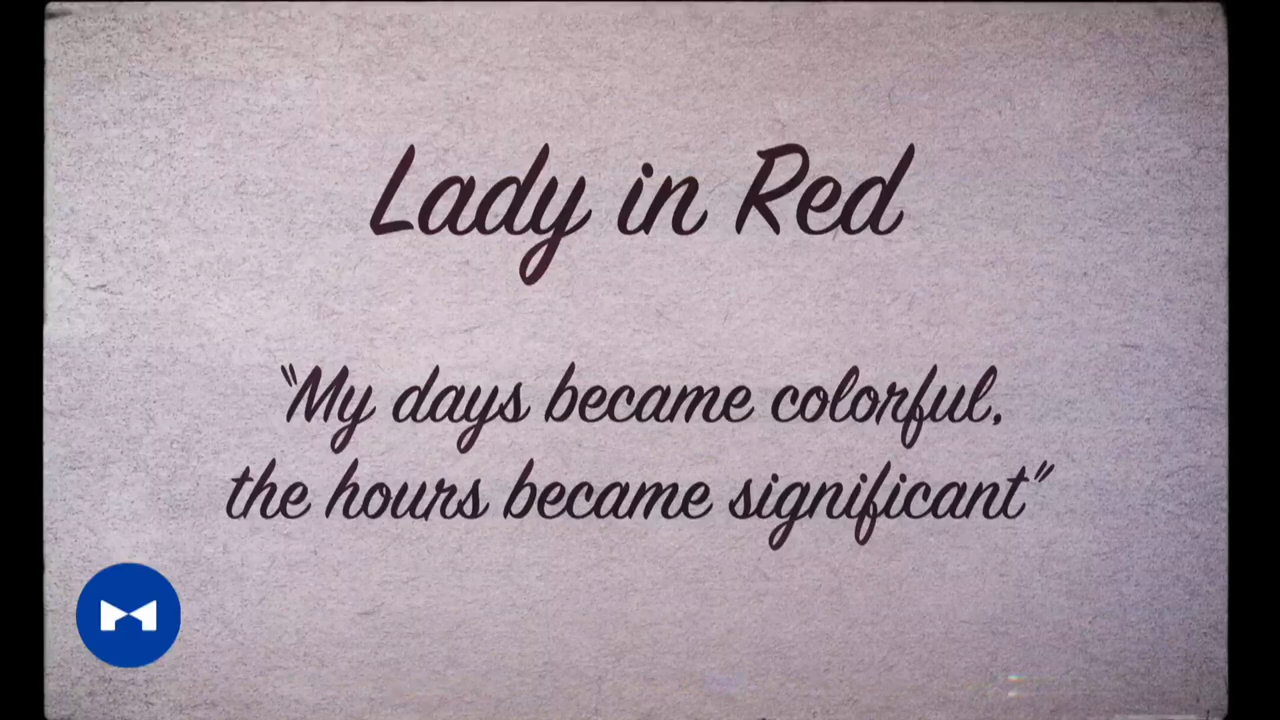 Lady in Red
"My days became colorful,
the hours became significant"